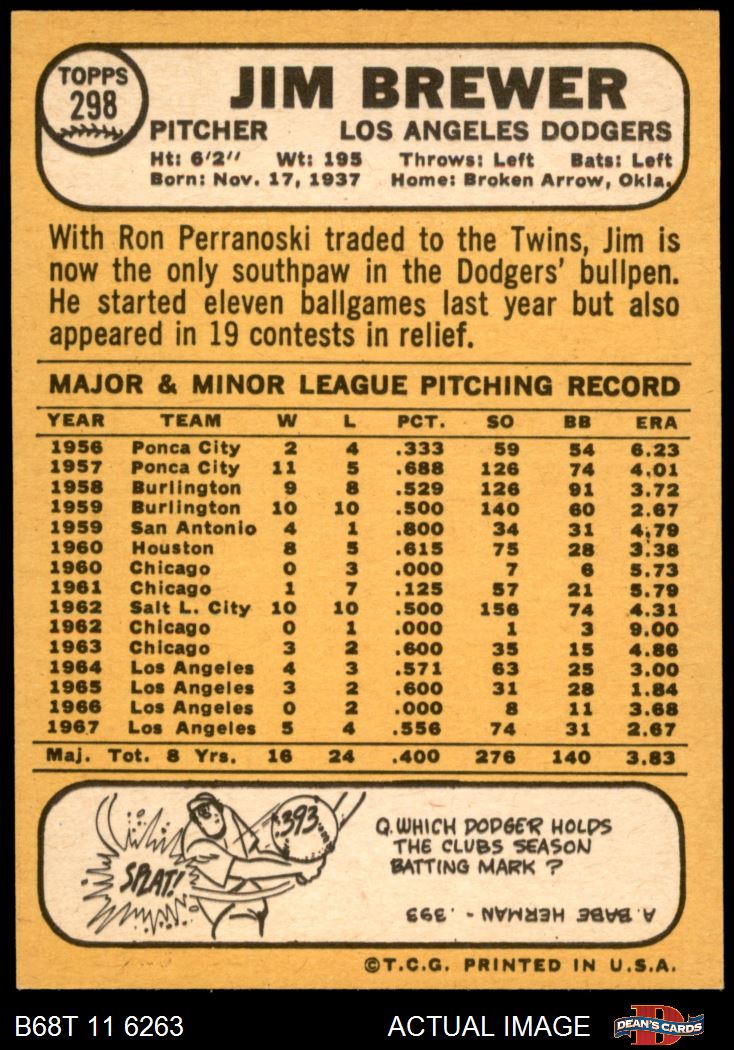 TOPPS
298
JIM BREWER
PITCHER LOS ANGELES DODGERS
Ht: 6'2" Wt: 195 Throws: Left Bats: Left
Born: Nov. 17, 1937 Home: Broken Arrow, Okla.
With Ron Perranoski traded to the Twins, Jim is
now the only southpaw in the Dodgers' bullpen.
He started eleven ballgames last year but also
appeared in 19 contests in relief.
MAJOR & MINOR LEAGUE PITCHING RECORD
YEAR TEAM W L PCT. SO BB ERA
1956 Ponca City 2 4 .333 59 54 6.23
1957 Ponca City 11 5 .688 126 74 4.01
1958 Burlington 9 8 .529 126 91 3.72
1959 Burlington 10 10 .500 140 60 2.67
1959 San Antonio 4 1 .800 34 31 4.79
1960 Houston 8 5 .615 75 28 3.38
1960 Chicago 0 3 .000 7 6 5.73
1961 Chicago 1 7 .125 57 21 5.79
1962 Salt L. City 10 10 .500 156 74 4.31
1962 Chicago 0 1 .000 1 3 9.00
1963 Chicago 3 2 .600 35 15 4.86
1964 Los Angeles 4 3 .571 63 25 3.00
1965 Los Angeles 3 2 .600 31 28 1.84
1966 Los Angeles 0 2 .000 8 11 3.68
1967 Los Angeles 5 4 .556 74 31 2.67
Maj. Tot. 8 Yrs. 16 24 .400 276 140 3.83
.393
SPLAT!
Q. WHICH DODGER HOLDS
THE CLUBS SEASON
BATTING MARK ?
A. BABE HERMAN - .393
©T.C.G. PRINTED IN U.S.A.
B68T 11 6263 ACTUAL IMAGE
D
DEAN'S CARDS